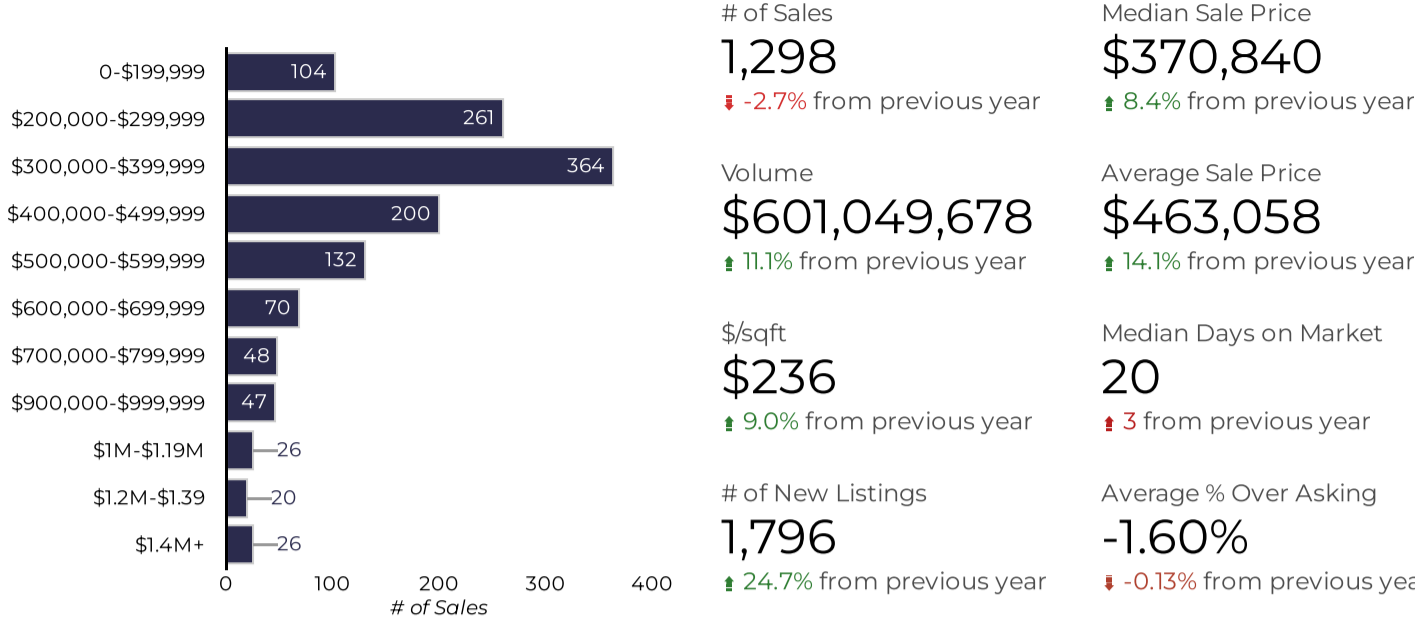 0-$199,999 104
$200,000-$299,999 261
$300,000-$399,999 364
$400,000-$499,999 200
$500,000-$599,999 132
$600,000-$699,999 70
$700,000-$799,999 48
$900,000-$999,999 47
$1M-$1.19M 26
$1.2M-$1.39 20
$1.4M+ 26
0 100 200 300 400
# of Sales
# of Sales
1,298
-2.7% from previous year
Median Sale Price
$370,840
8.4% from previous year
Volume
$601,049,678
11.1% from previous year
Average Sale Price
$463,058
14.1% from previous year
$/sqft
$236
9.0% from previous year
Median Days on Market
20
3 from previous year
# of New Listings
1,796
24.7% from previous year
Average % Over Asking
-1.60%
-0.13% from previous yea